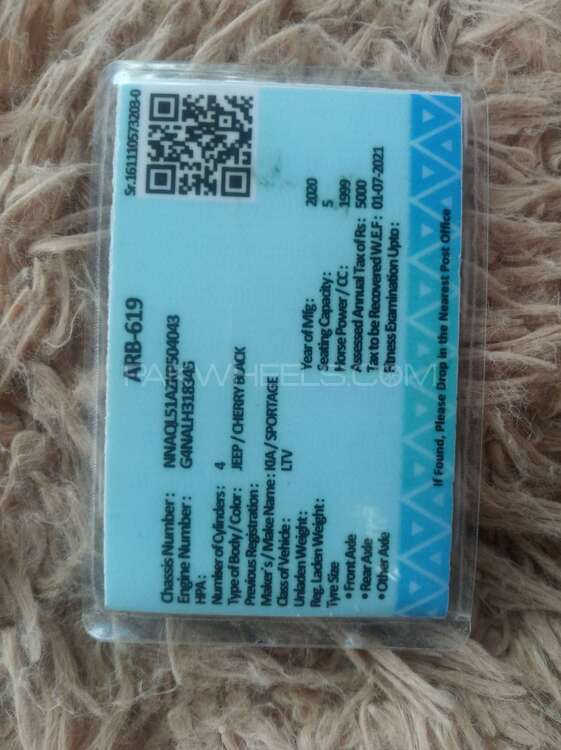 Sr.161110573203-0
ARB-619
Chassis Number :
Engine Number : G4NALH318345
HPA :
Number of Cylinders : 4
Type of Body / Color : JEEP / CHERRY BLACK
Previous Registration :
Maker's / Make Name : KIA / SPORTAGE
Class of Vehicle : LTV
Unladen Weight :
Reg. Laden Weight :
Tyre Size
• Front Axle
• Rear Axle
• Other Axle
Year of Mfg : 2020
Seating Capacity : 5
Horse Power / CC : 1999
Assessed Annual Tax of Rs : 5000
Tax to be Recovered W.E.F : 01-07-2021
Fitness Examination Upto :
If Found, Please Drop in the Nearest Post Office
PAKWHEELS.COM